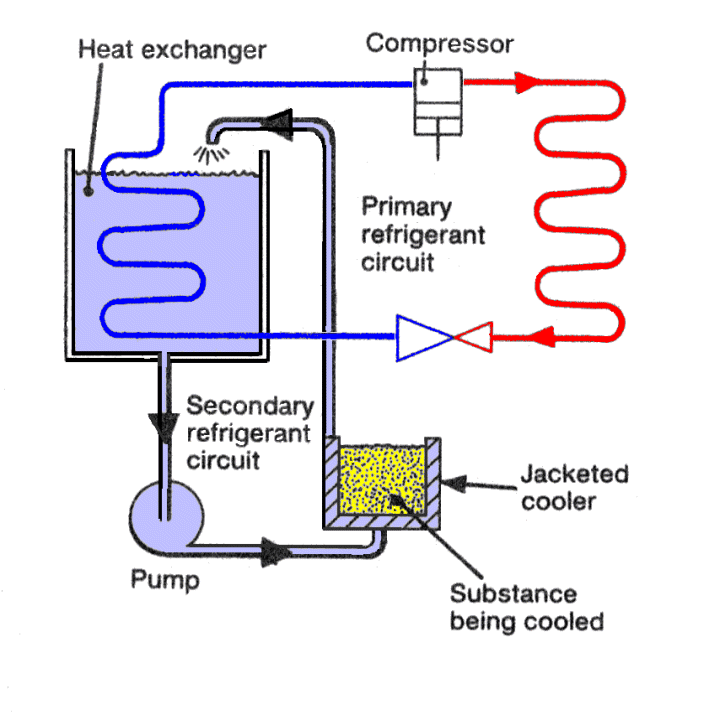 Heat exchanger
Compressor
Primary
refrigerant
circuit
Secondary
refrigerant
circuit
Jacketed
cooler
Pump
Substance
being cooled